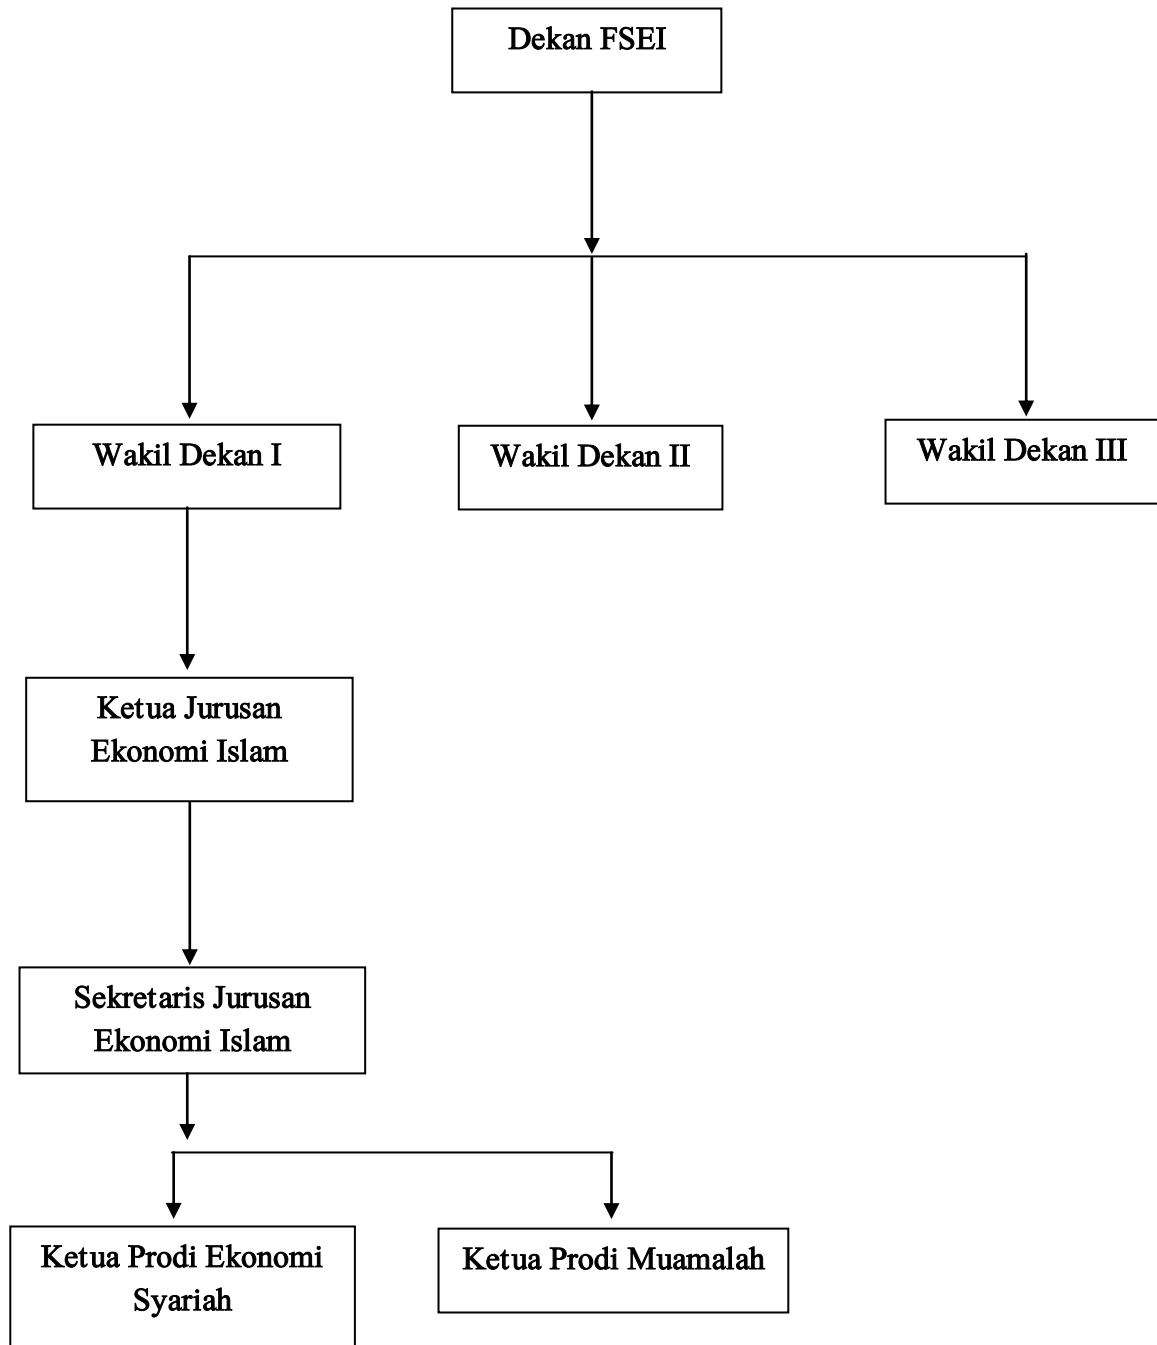 Dekan FSEI
Wakil Dekan I
Wakil Dekan II
Wakil Dekan III
Ketua Jurusan
Ekonomi Islam
Sekretaris Jurusan
Ekonomi Islam
Ketua Prodi Ekonomi
Syariah
Ketua Prodi Muamalah